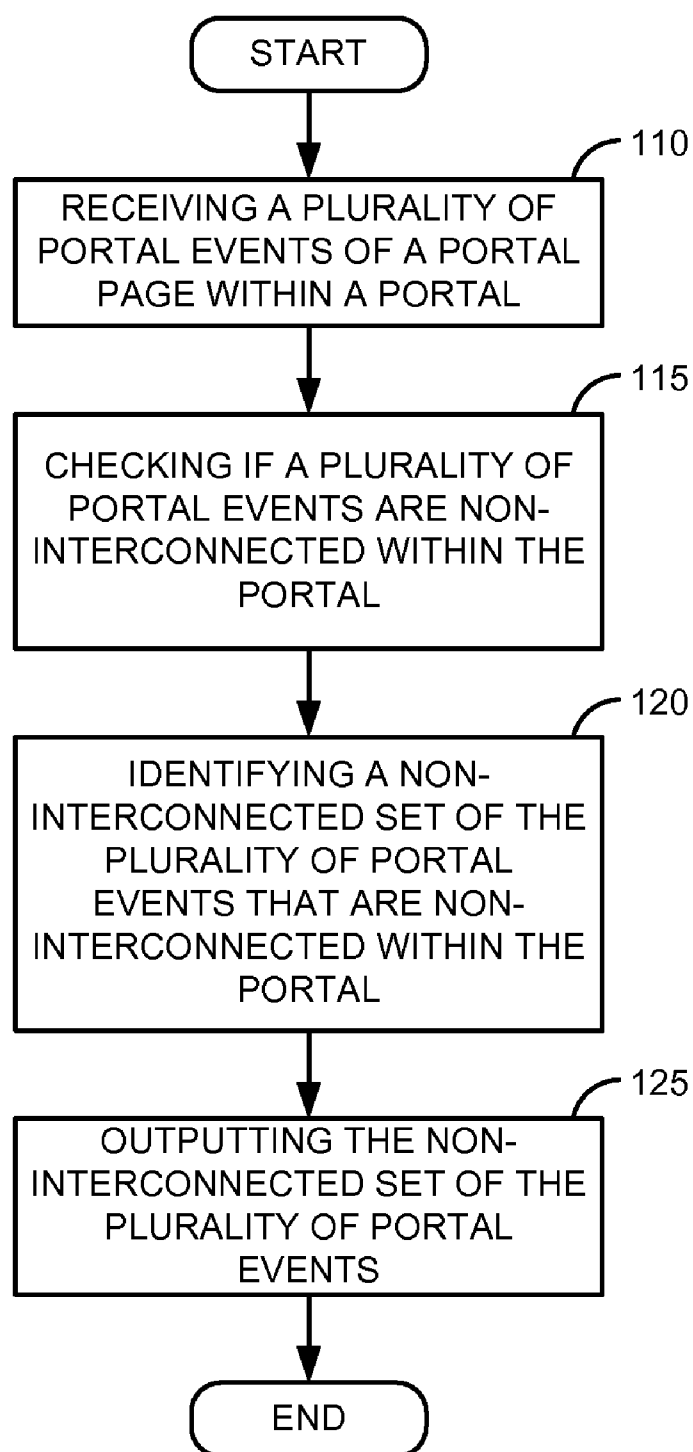 START
110
RECEIVING A PLURALITY OF
PORTAL EVENTS OF A PORTAL
PAGE WITHIN A PORTAL
115
CHECKING IF A PLURALITY OF
PORTAL EVENTS ARE NON-
INTERCONNECTED WITHIN THE
PORTAL
120
IDENTIFYING A NON-
INTERCONNECTED SET OF THE
PLURALITY OF PORTAL
EVENTS THAT ARE NON-
INTERCONNECTED WITHIN THE
PORTAL
125
OUTPUTTING THE NON-
INTERCONNECTED SET OF THE
PLURALITY OF PORTAL
EVENTS
END